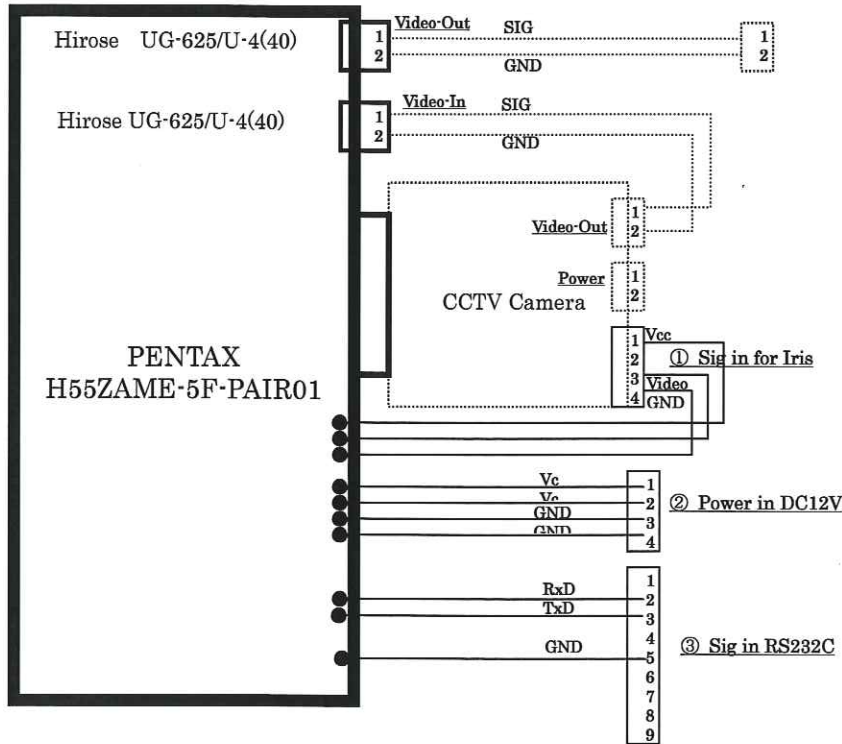 Hirose UG-625/U-4(40)
1
2
Video-Out
SIG
GND
1
2
Hirose UG-625/U-4(40)
1
2
Video-In
SIG
GND
Video-Out
1
2
Power
1
2
CCTV Camera
1
2
3
4
Vcc
Video
GND
① Sig in for Iris
PENTAX
H55ZAME-5F-PAIR01
Vc
Vc
GND
GND
1
2
3
4
② Power in DC12V
RxD
TxD
GND
1
2
3
4
5
6
7
8
9
③ Sig in RS232C